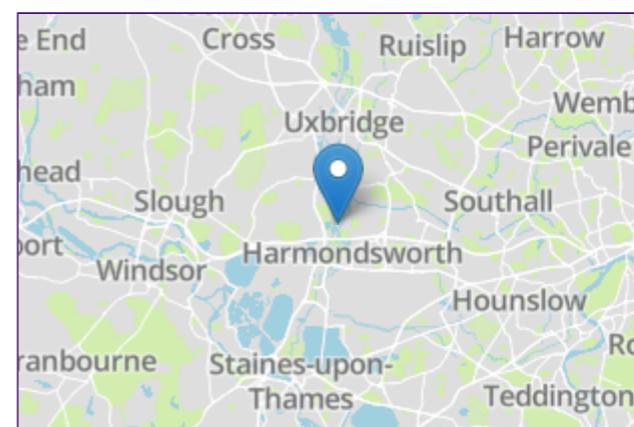 e End
Cross
Ruislip
Harrow
ham
Uxbridge
Wemb
Perivale
head
Slough
Southall
ort
Windsor
Harmondsworth
Hounslow
Ro
ranbourne
Staines-upon-
Thames
Teddington